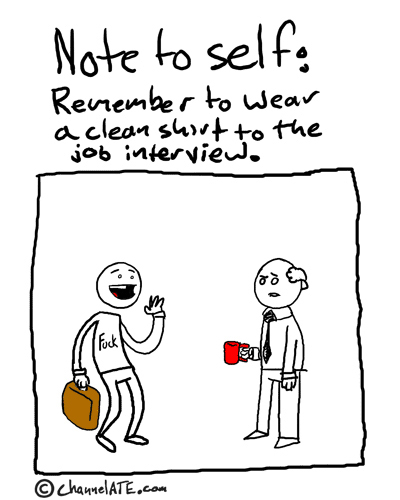 Note to self:
Remember to wear
a clean shirt to the
job interview.
Fuck
© ChannelATE.com